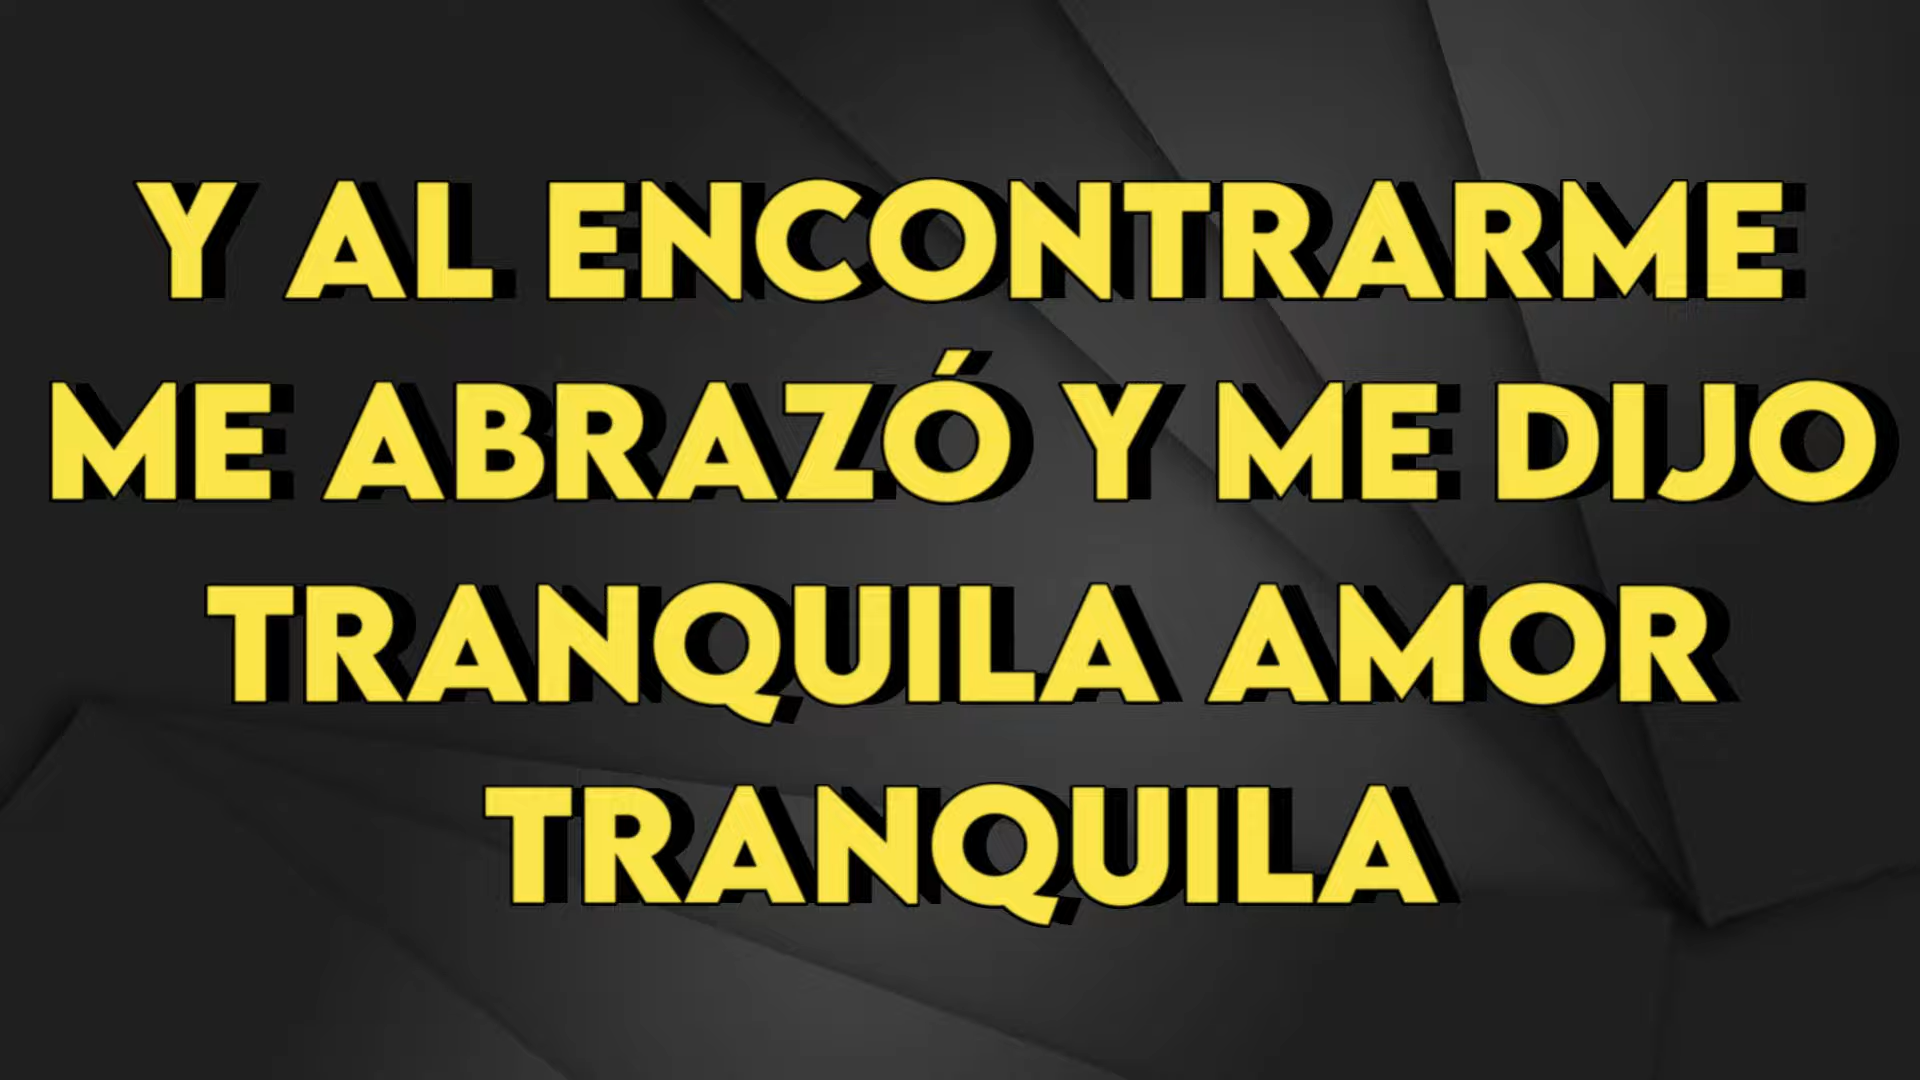 Y AL ENCONTRARME
ME ABRAZÓ Y ME DIJO
TRANQUILA AMOR
TRANQUILA